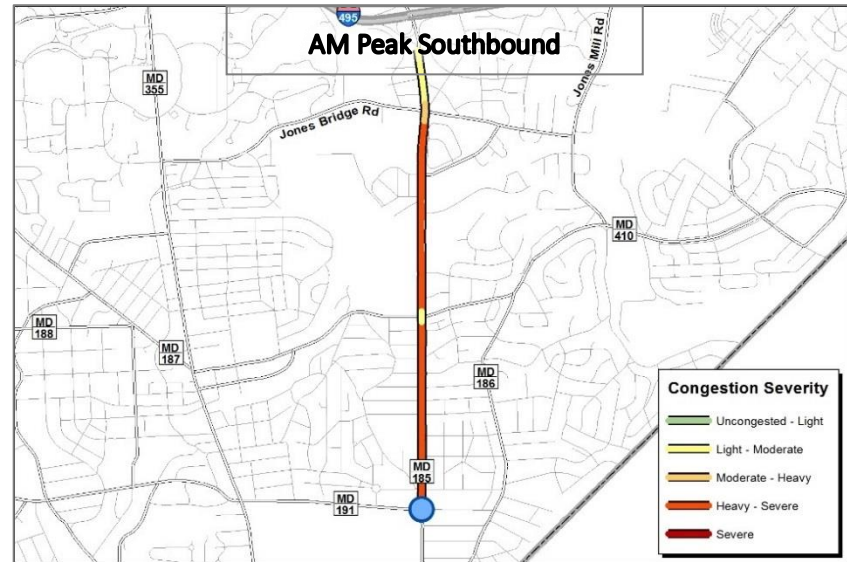 495
AM Peak Southbound
MD
355
Jones Mill Rd
Jones Bridge Rd
MD
410
MD
188
MD
187
MD
186
MD
185
MD
191
Congestion Severity
Uncongested - Light
Light - Moderate
Moderate - Heavy
Heavy - Severe
Severe